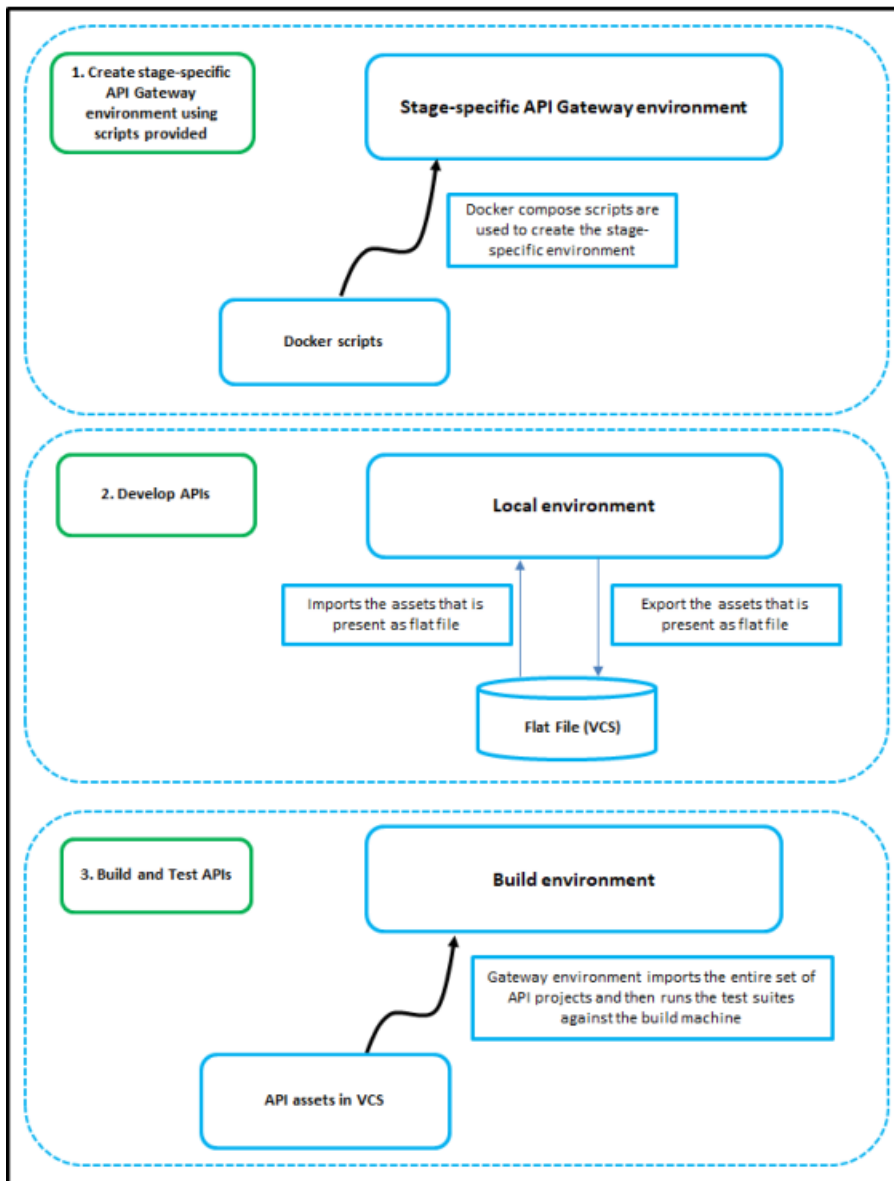 1. Create stage-specific
API Gateway
environment using
scripts provided
Stage-specific API Gateway environment
Docker compose scripts are
used to create the stage-
specific environment
Docker scripts
2. Develop APIs
Local environment
Imports the assets that is
present as flat file
Export the assets that is
present as flat file
Flat File (VCS)
3. Build and Test APIs
Build environment
Gateway environment imports the entire set of
API projects and then runs the test suites
against the build machine
API assets in VCS